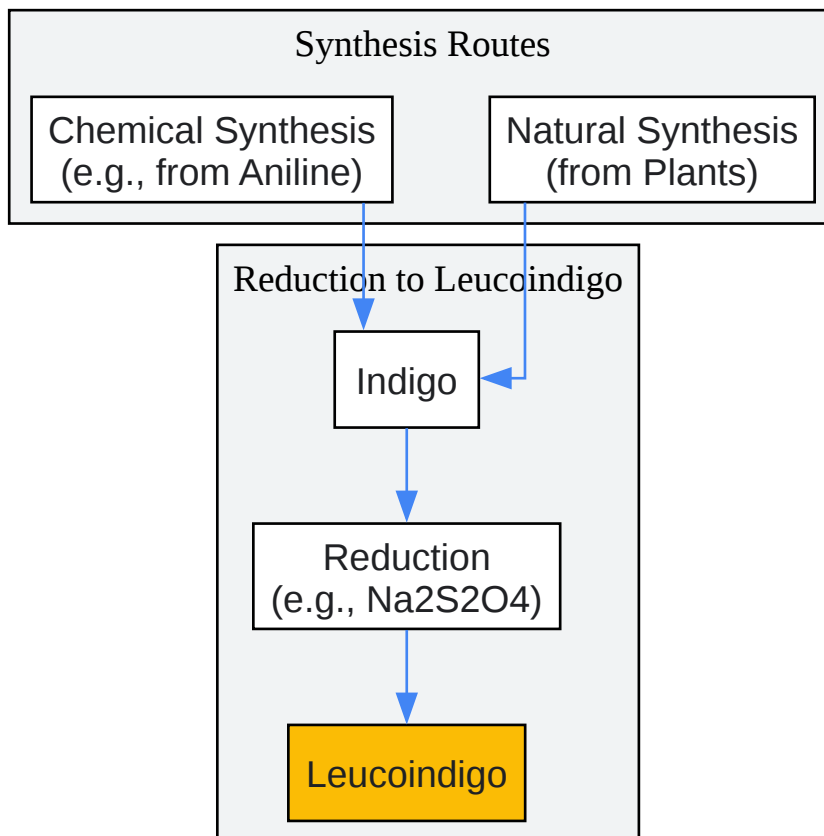 Synthesis Routes
Chemical Synthesis
(e.g., from Aniline)
Natural Synthesis
(from Plants)
Reduction to Leucoindigo
Indigo
Reduction
(e.g., Na2S2O4)
Leucoindigo